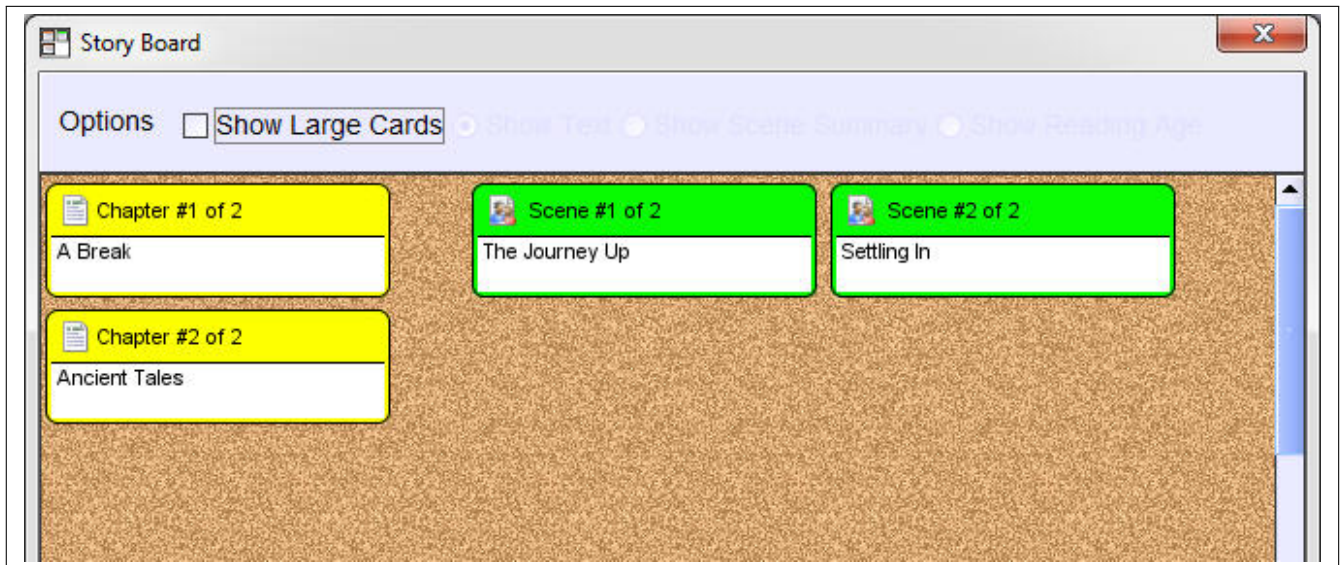 Story Board
Options Show Large Cards Show Text Show Scene Summary Show Reading Age
Chapter #1 of 2
A Break
Scene #1 of 2
The Journey Up
Scene #2 of 2
Settling In
Chapter #2 of 2
Ancient Tales